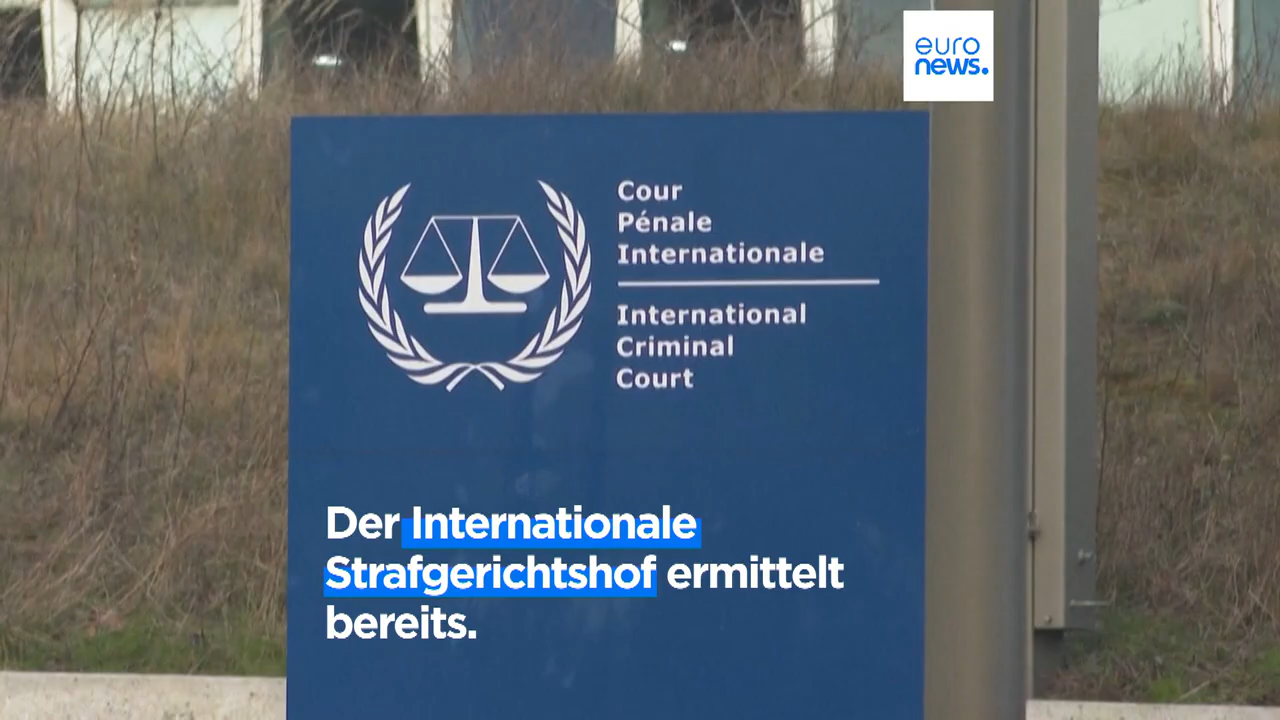 euro
news.
Cour
Pénale
Internationale
International
Criminal
Court
Der Internationale
Strafgerichtshof ermittelt
bereits.